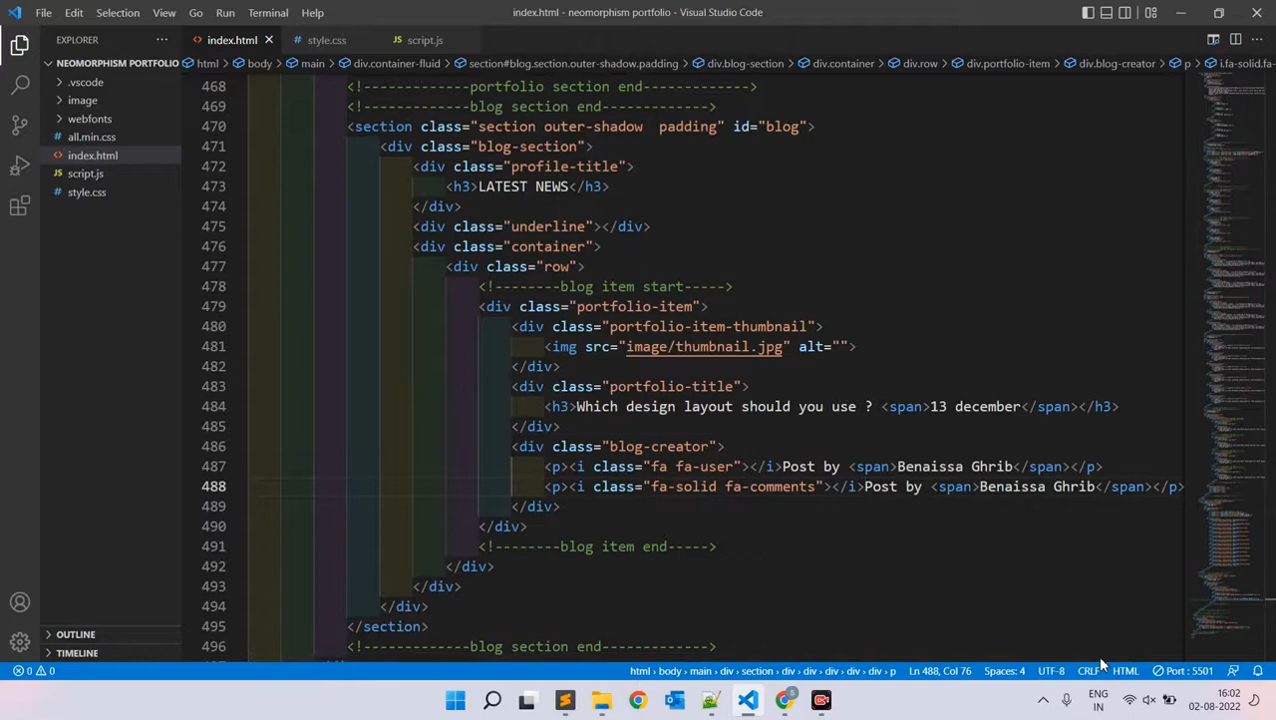 File Edit Selection View Go Run Terminal Help
index.html - neomorphism portfolio - Visual Studio Code
EXPLORER
index.html
style.css
script.js
NEOMORPHISM PORTFOLIO
html > body > main > div.container-fluid > section#blog.section.outer-shadow.padding > div.blog-section > div.container > div.row > div.portfolio-item > div.blog-creator > p > i.fa-solid.fa-
.vscode
image
webfonts
all.min.css
index.html
script.js
style.css
OUTLINE
TIMELINE
468 <!------------portfolio section end------------>
469 <!------------blog section end------------>
470 <section class="section outer-shadow  padding" id="blog">
471 <div class="blog-section">
472 <div class="profile-title">
473 <h3>LATEST NEWS</h3>
474 </div>
475 <div class="underline"></div>
476 <div class="container">
477 <div class="row">
478 <!-------blog item start----->
479 <div class="portfolio-item">
480 <div class="portfolio-item-thumbnail">
481 <img src="image/thumbnail.jpg" alt="">
482 </div>
483 <div class="portfolio-title">
484 <h3>Which design layout should you use ? <span>13 december</span></h3>
485 </div>
486 <div class="blog-creator">
487 <p><i class="fa fa-user"></i>Post by <span>Benaissa Ghrib</span></p>
488 <p><i class="fa-solid fa-comments"></i>Post by <span>Benaissa Ghrib</span></p>
489 </div>
490 </div>
491 <!-------blog item end----->
492 </div>
493 </div>
494 </div>
495 </section>
496 <!------------blog section end------------>
0 0
html > body > main > div > section > div > div > div > div > div > p
Ln 488, Col 76
Spaces: 4
UTF-8
CRLF
HTML
Port : 5501
ENG
IN
16:02
02-08-2022